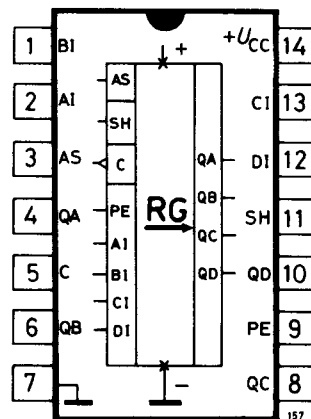 1 BI
2 AI
3 AS
4 QA
5 C
6 QB
7
+
AS
SH
C
PE
AI
BI
CI
DI
RG
QA
QB
QC
QD
−
+UCC 14
CI 13
DI 12
SH 11
QD 10
PE 9
QC 8
157